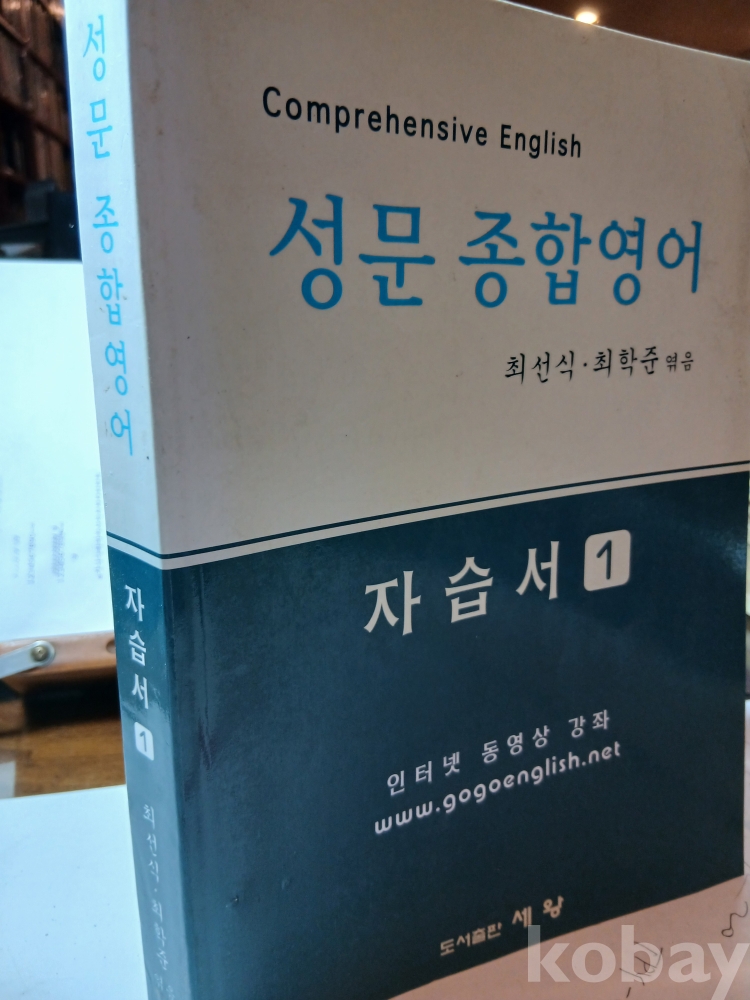 Comprehensive English
성문 종합영어
최선식·최학준 엮음
자습서 1
인터넷 동영상 강좌
www.gogoenglish.net
도서출판 세왕
성문 종합영어
자습서 1
최선식·최학준
kobay